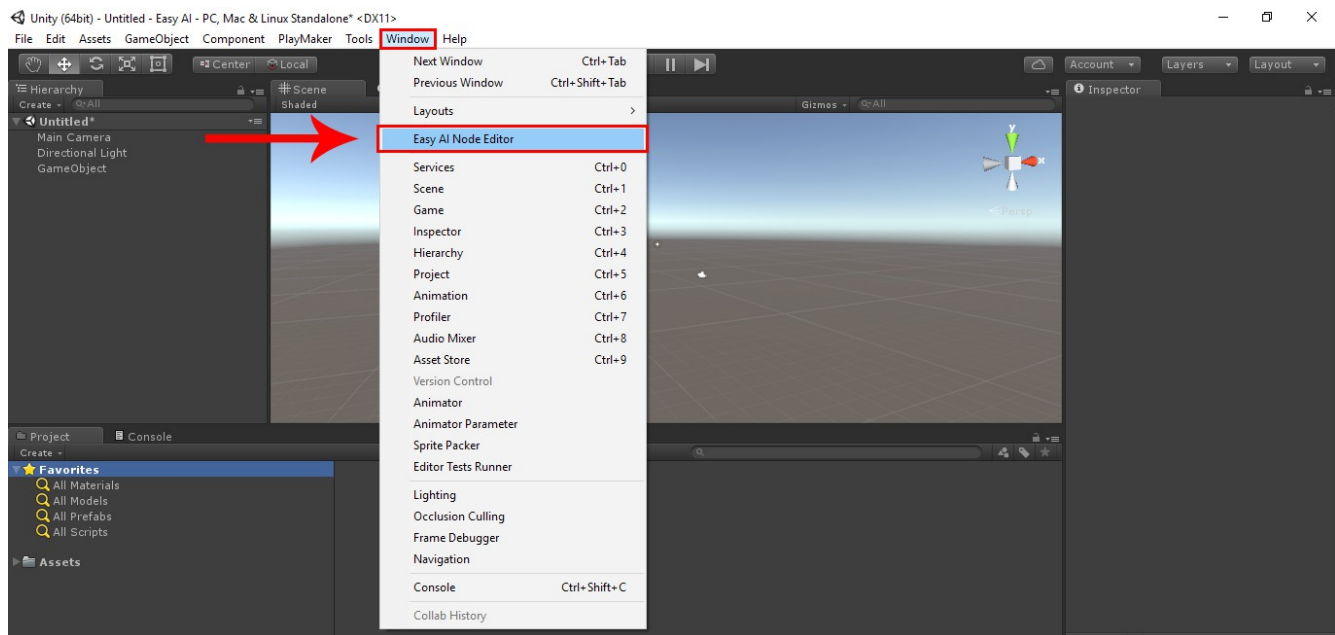 Unity (64bit) - Untitled - Easy AI - PC, Mac & Linux Standalone* <DX11>
File Edit Assets GameObject Component PlayMaker Tools Window Help
Center Local
Account Layers Layout
Hierarchy
Create All
Untitled*
Main Camera
Directional Light
GameObject
Next Window Ctrl+Tab
Previous Window Ctrl+Shift+Tab
Layouts >
Easy AI Node Editor
Services Ctrl+0
Scene Ctrl+1
Game Ctrl+2
Inspector Ctrl+3
Hierarchy Ctrl+4
Project Ctrl+5
Animation Ctrl+6
Profiler Ctrl+7
Audio Mixer Ctrl+8
Asset Store Ctrl+9
Version Control
Animator
Animator Parameter
Sprite Packer
Editor Tests Runner
Lighting
Occlusion Culling
Frame Debugger
Navigation
Console Ctrl+Shift+C
Collab History
Scene
Shaded
Gizmos All
y
x
Persp
Inspector
Project Console
Create
Favorites
All Materials
All Models
All Prefabs
All Scripts
Assets